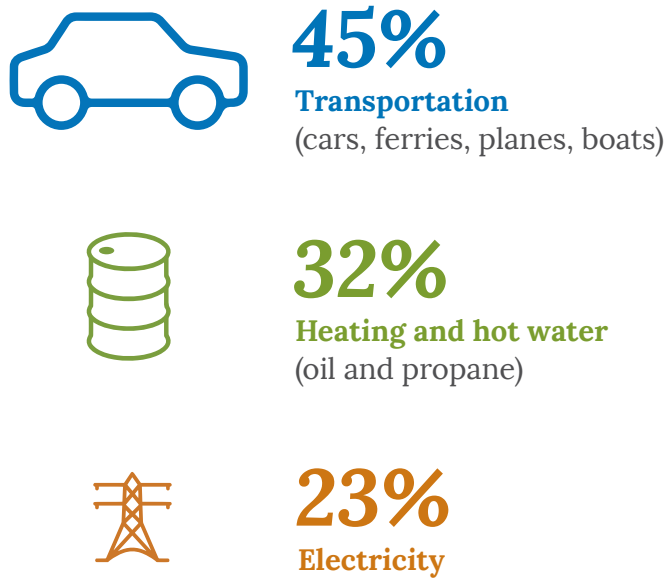 45%
Transportation
(cars, ferries, planes, boats)
32%
Heating and hot water
(oil and propane)
23%
Electricity